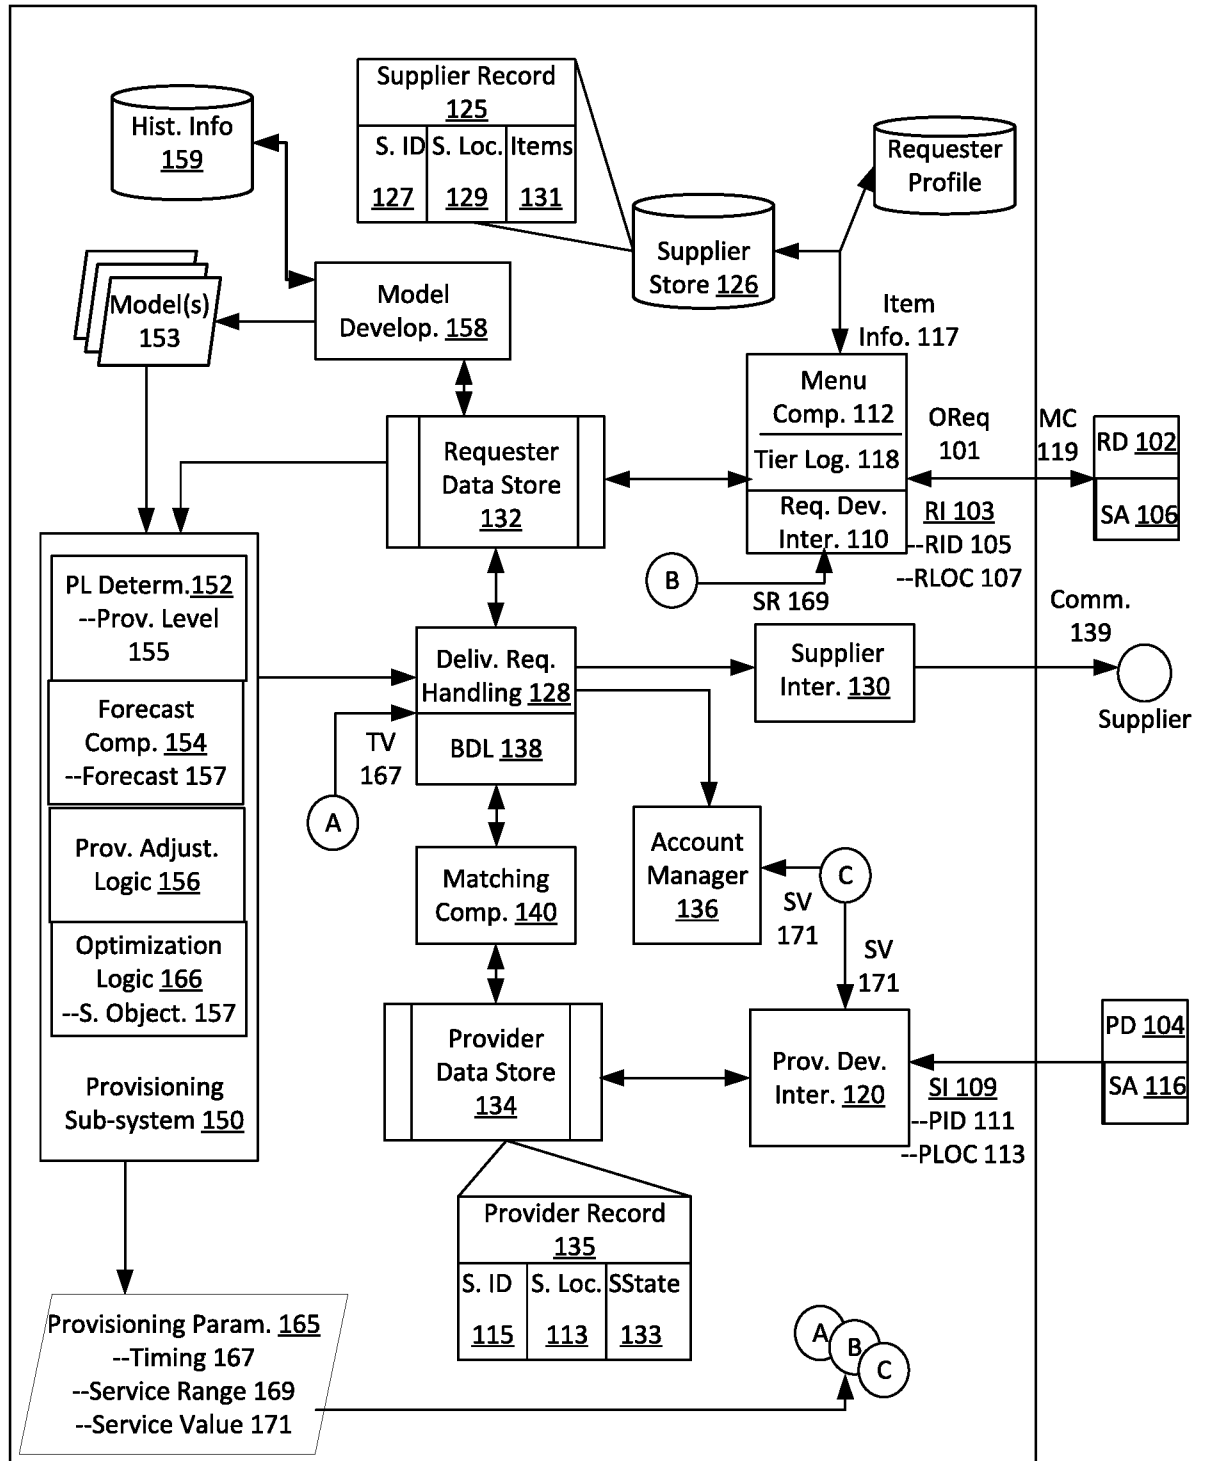 Supplier Record
125
S. ID
127
S. Loc.
129
Items
131
Hist. Info
159
Requester
Profile
Supplier
Store 126
Model(s)
153
Model
Develop. 158
Item
Info. 117
Menu
Comp. 112
Tier Log. 118
Req. Dev.
Inter. 110
OReq
101
MC
119
RD 102
SA 106
RI 103
--RID 105
--RLOC 107
Requester
Data Store
132
B
SR 169
PL Determ.152
--Prov. Level
155
Forecast
Comp. 154
--Forecast 157
Prov. Adjust.
Logic 156
Optimization
Logic 166
--S. Object. 157
Provisioning
Sub-system 150
Deliv. Req.
Handling 128
BDL 138
TV
167
A
Supplier
Inter. 130
Comm.
139
Supplier
Matching
Comp. 140
Account
Manager
136
C
SV
171
SV
171
Provider
Data Store
134
Prov. Dev.
Inter. 120
PD 104
SA 116
SI 109
--PID 111
--PLOC 113
Provider Record
135
S. ID
115
S. Loc.
113
SState
133
Provisioning Param. 165
--Timing 167
--Service Range 169
--Service Value 171
A
B
C